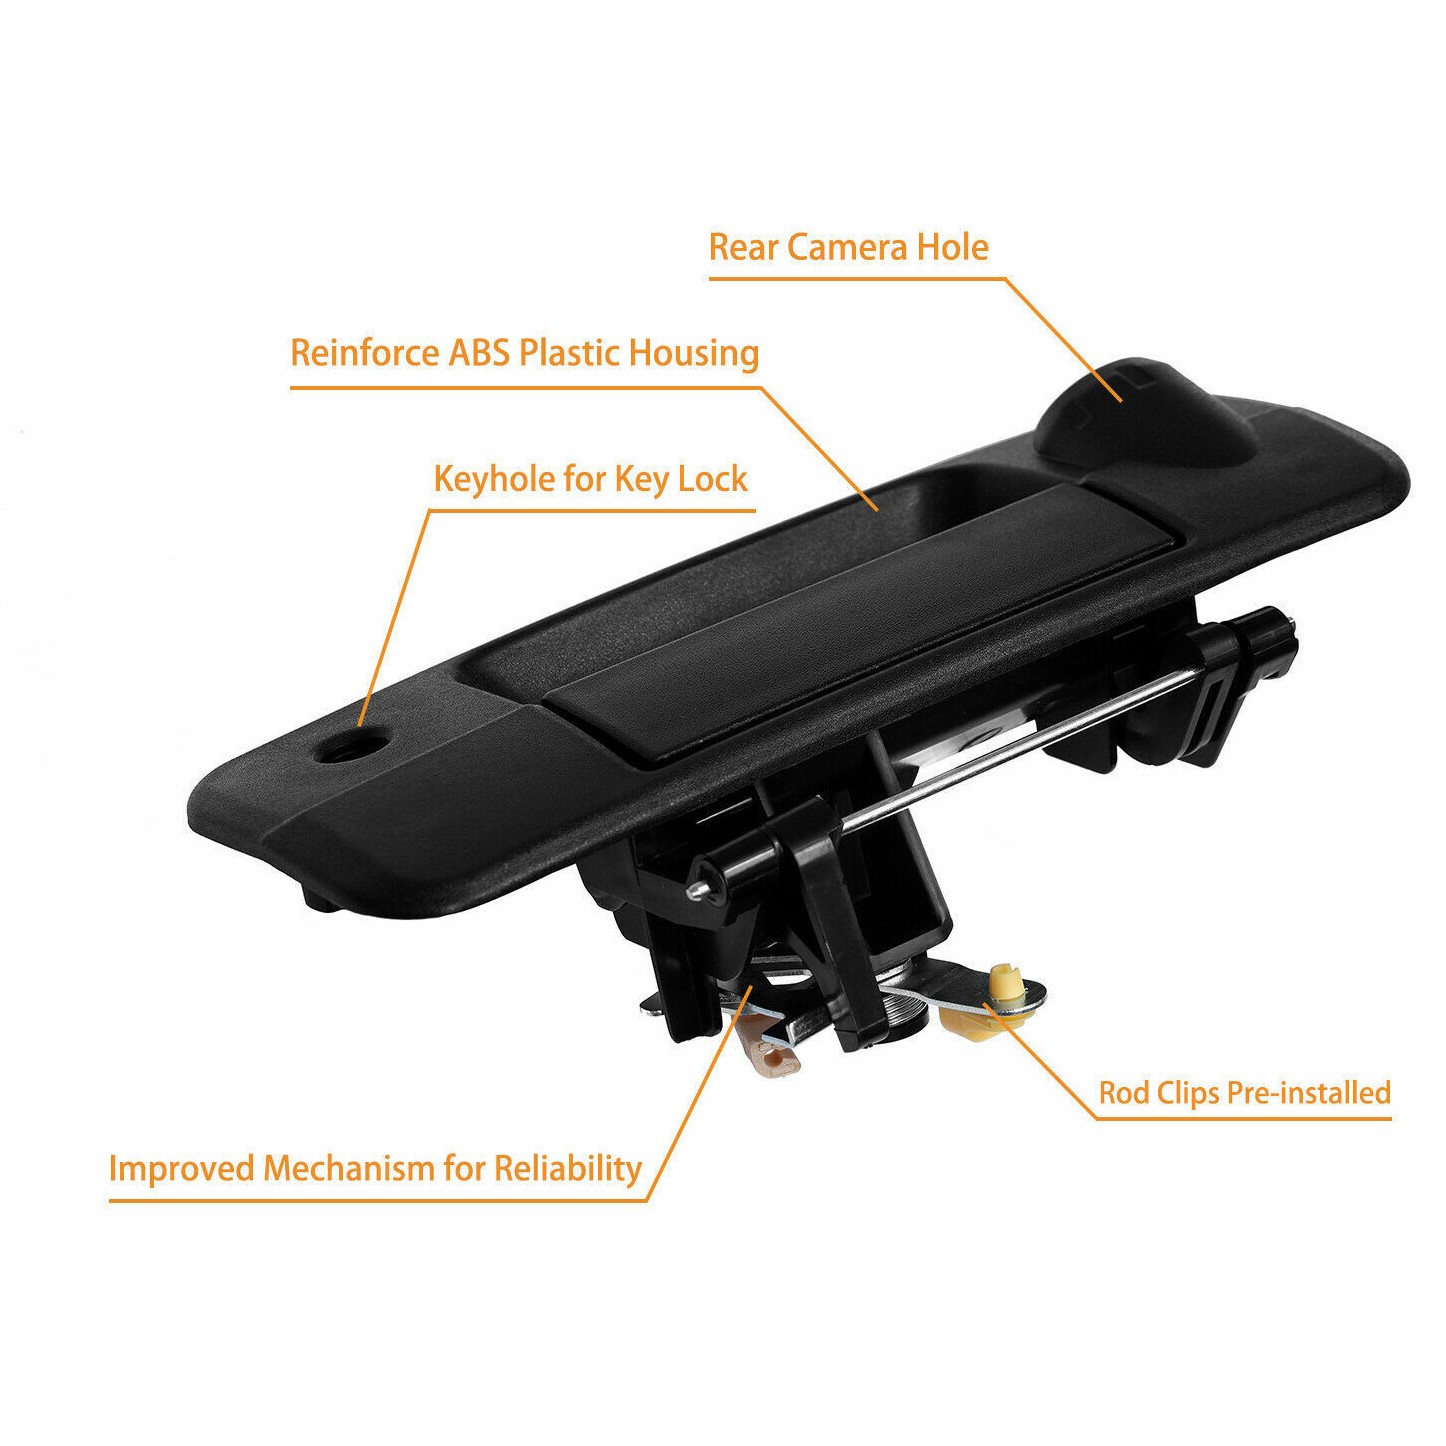 Rear Camera Hole
Reinforce ABS Plastic Housing
Keyhole for Key Lock
Rod Clips Pre-installed
Improved Mechanism for Reliability